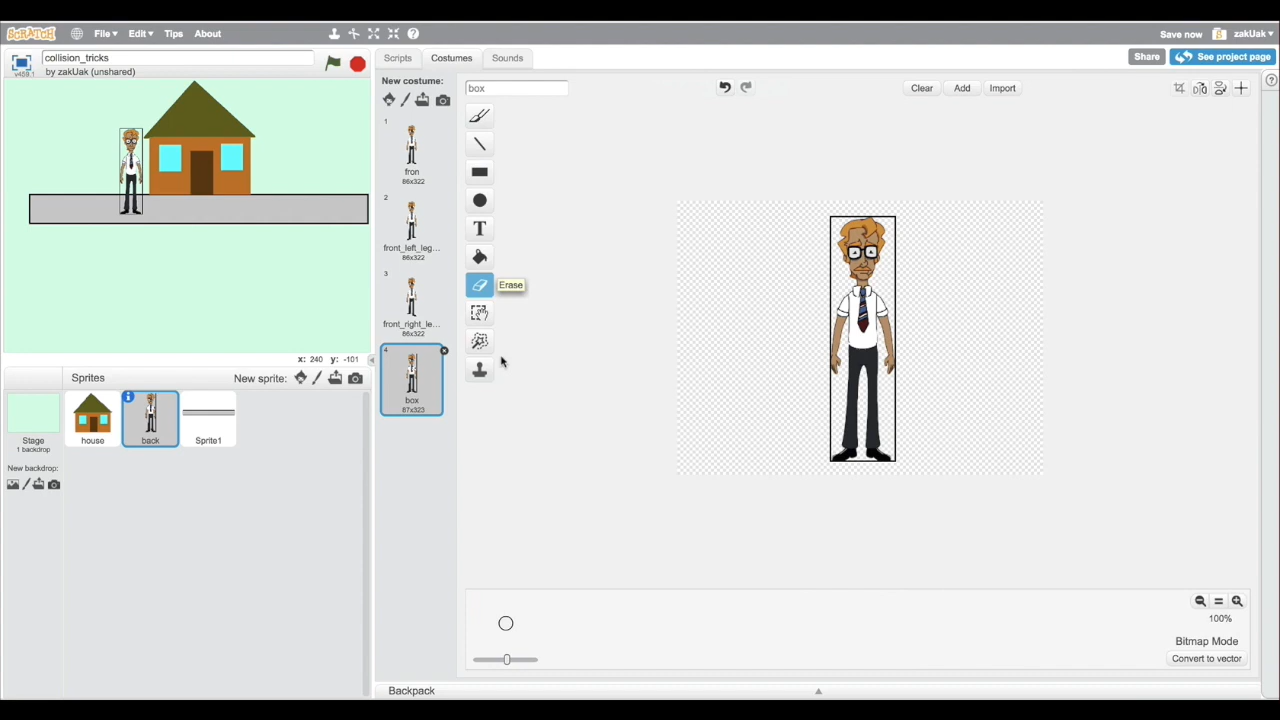 SCRATCH
File
Edit
Tips
About
Save now
zakUak
v459.1
collision_tricks
by zakUak (unshared)
Scripts
Costumes
Sounds
Share
See project page
New costume:
box
Clear
Add
Import
1
fron
86x322
2
front_left_leg...
86x322
3
front_right_le...
86x322
4
box
87x323
T
Erase
x: 240 y: -101
Sprites
New sprite:
Stage
1 backdrop
New backdrop:
house
back
Sprite1
100%
Bitmap Mode
Convert to vector
Backpack